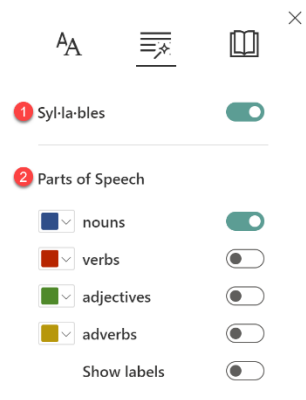 AA
1 Syl·la·bles
2 Parts of Speech
nouns
verbs
adjectives
adverbs
Show labels